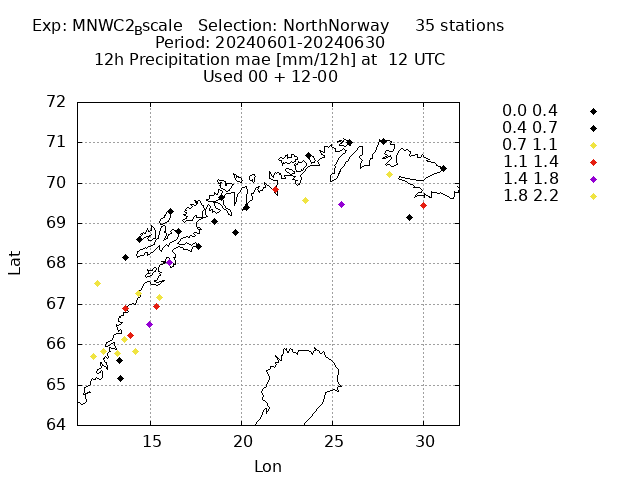 Exp: MNWC2Bscale   Selection: NorthNorway     35 stations
Period: 20240601-20240630
12h Precipitation mae [mm/12h] at  12 UTC
Used 00 + 12-00
0.0 0.4
0.4 0.7
0.7 1.1
1.1 1.4
1.4 1.8
1.8 2.2
Lat
72
71
70
69
68
67
66
65
64
15 20 25 30
Lon